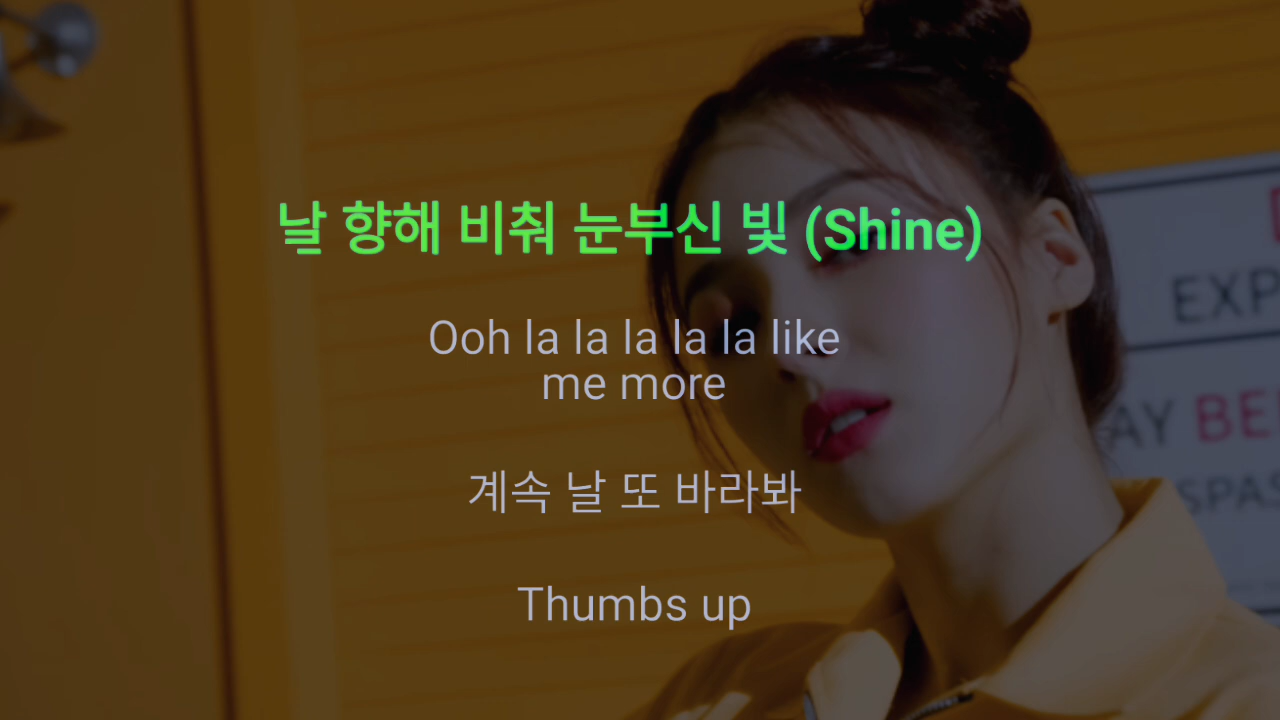 날 향해 비춰 눈부신 빛 (Shine)
Ooh la la la la la like
me more
계속 날 또 바라봐
Thumbs up
EXP
AY BE
SPAS